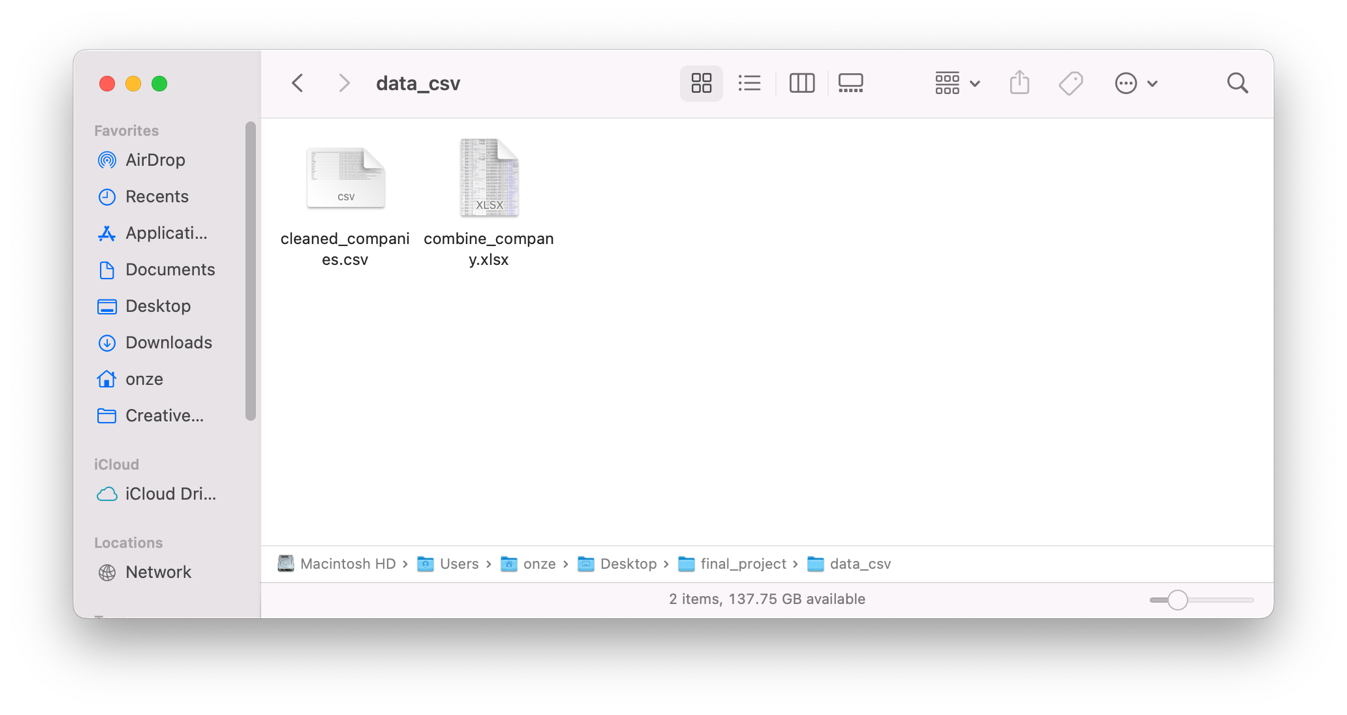 data_csv
Favorites
AirDrop
Recents
Applicati...
Documents
Desktop
Downloads
onze
Creative...
iCloud
iCloud Dri...
Locations
Network
CSV
cleaned_compani
es.csv
XLSX
combine_compan
y.xlsx
Macintosh HD › Users › onze › Desktop › final_project › data_csv
2 items, 137.75 GB available